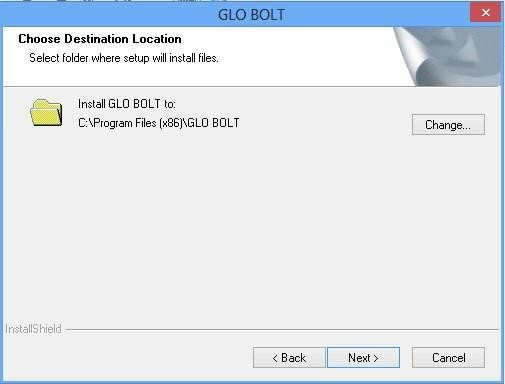 GLO BOLT
Choose Destination Location
Select folder where setup will install files.
Install GLO BOLT to:
C:\Program Files (x86)\GLO BOLT
Change...
InstallShield
< Back
Next >
Cancel